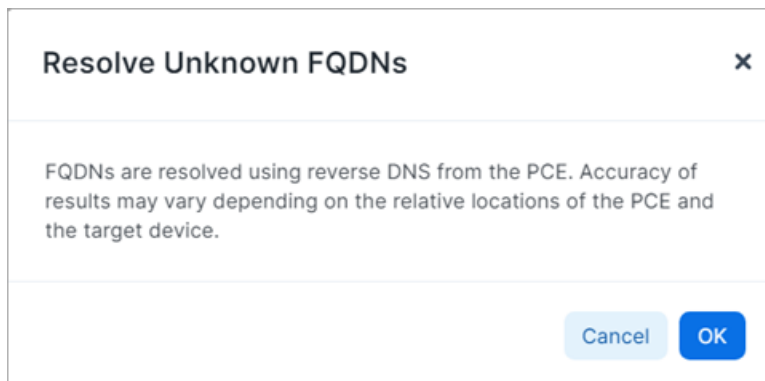 Resolve Unknown FQDNs
FQDNs are resolved using reverse DNS from the PCE. Accuracy of
results may vary depending on the relative locations of the PCE and
the target device.
Cancel
OK